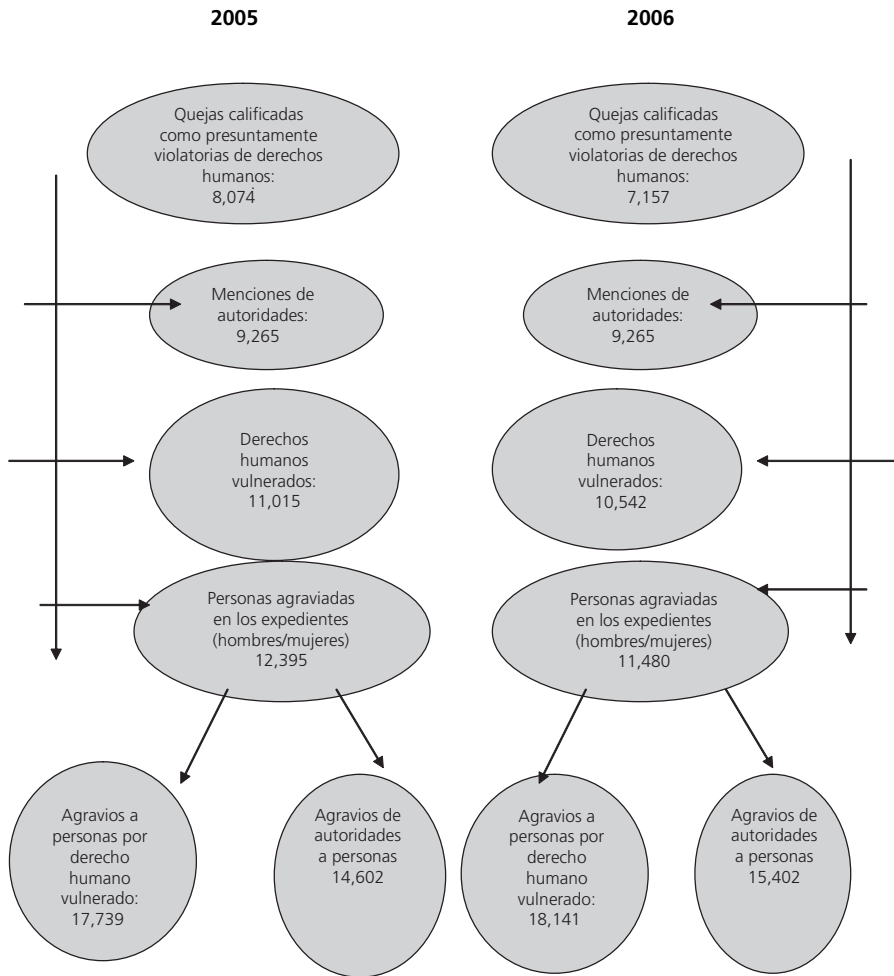 2005
2006
Quejas calificadas
como presuntamente
violatorias de derechos
humanos:
8,074
Quejas calificadas
como presuntamente
violatorias de derechos
humanos:
7,157
Menciones de
autoridades:
9,265
Menciones de
autoridades:
9,265
Derechos
humanos
vulnerados:
11,015
Derechos
humanos
vulnerados:
10,542
Personas agraviadas
en los expedientes
(hombres/mujeres)
12,395
Personas agraviadas
en los expedientes
(hombres/mujeres)
11,480
Agravios a
personas por
derecho
humano
vulnerado:
17,739
Agravios de
autoridades
a personas
14,602
Agravios a
personas por
derecho
humano
vulnerado:
18,141
Agravios de
autoridades
a personas
15,402